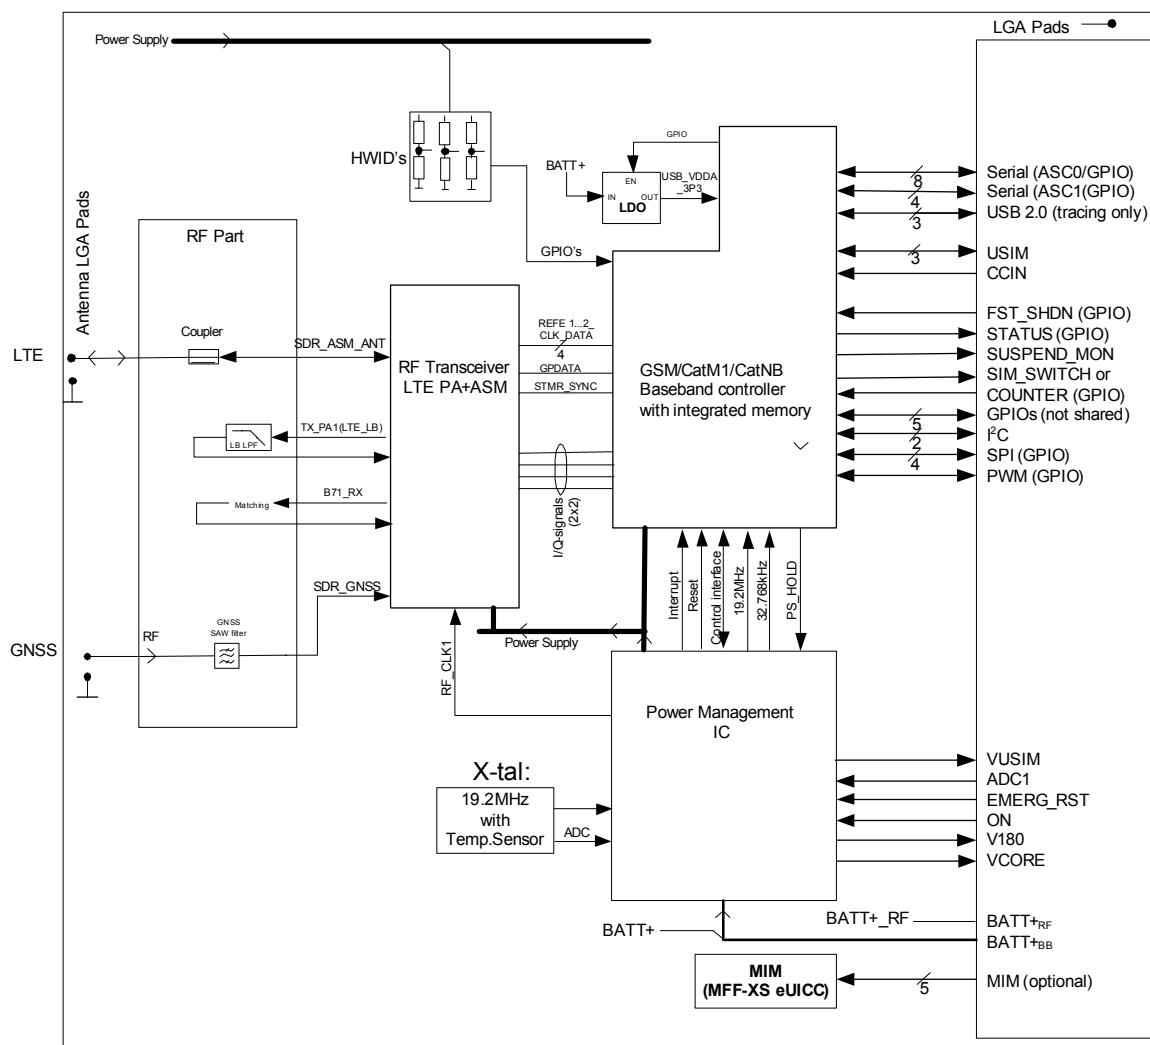 LGA Pads
Power Supply
HWID's
GPIO
BATT+
EN
IN
OUT
LDO
USB_VDDA
_3P3
GPIO's
Antenna LGA Pads
RF Part
Coupler
LTE
SDR_ASM_ANT
TX_PA1(LTE_LB)
LB LPF
B71_RX
Matching
SDR_GNSS
GNSS
SAW filter
GNSS
RF
RF Transceiver
LTE PA+ASM
REFE 1...2_
CLK_DATA
4
GPDATA
STMR_SYNC
I/Q-signals
(2x2)
GSM/CatM1/CatNB
Baseband controller
with integrated memory
Serial (ASC0/GPIO)
8
Serial (ASC1(GPIO)
4
USB 2.0 (tracing only)
3
USIM
3
CCIN
FST_SHDN (GPIO)
STATUS (GPIO)
SUSPEND_MON
SIM_SWITCH or
COUNTER (GPIO)
GPIOs (not shared)
5
I²C
2
SPI (GPIO)
4
PWM (GPIO)
Interrupt
Reset
Control interface
19.2MHz
32.768kHz
PS_HOLD
Power Supply
RF_CLK1
Power Management
IC
X-tal:
19.2MHz
with
Temp.Sensor
ADC
VUSIM
ADC1
EMERG_RST
ON
V180
VCORE
BATT+
BATT+_RF
BATT+RF
BATT+BB
MIM
(MFF-XS eUICC)
5
MIM (optional)